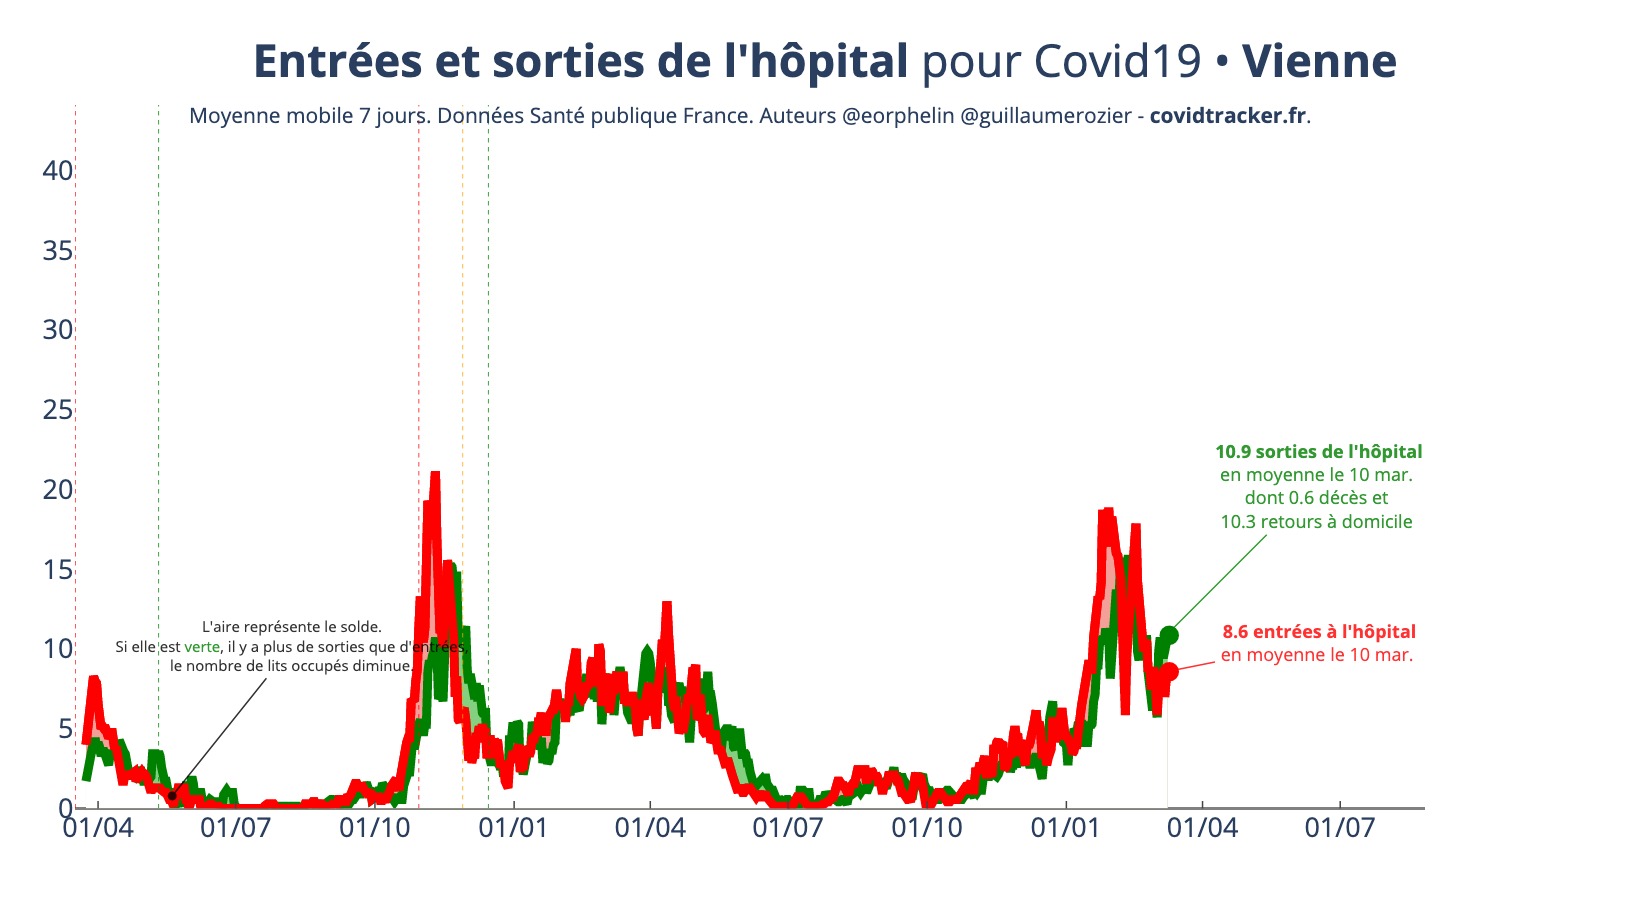 Entrées et sorties de l'hôpital pour Covid19 • Vienne
Moyenne mobile 7 jours. Données Santé publique France. Auteurs @eorphelin @guillaumerozier - covidtracker.fr.
40
35
30
25
20
15
10
5
0
10.9 sorties de l'hôpital
en moyenne le 10 mar.
dont 0.6 décès et
10.3 retours à domicile
8.6 entrées à l'hôpital
en moyenne le 10 mar.
L'aire représente le solde.
Si elle est verte, il y a plus de sorties que d'entrées,
le nombre de lits occupés diminue.
01/04 01/07 01/10 01/01 01/04 01/07 01/10 01/01 01/04 01/07